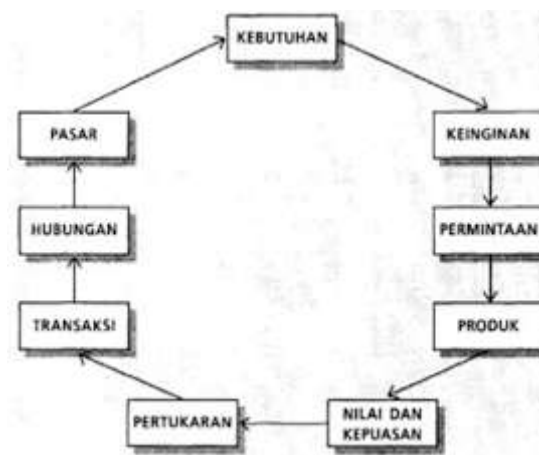 KEBUTUHAN
KEINGINAN
PERMINTAAN
PRODUK
NILAI DAN
KEPUASAN
PERTUKARAN
TRANSAKSI
HUBUNGAN
PASAR